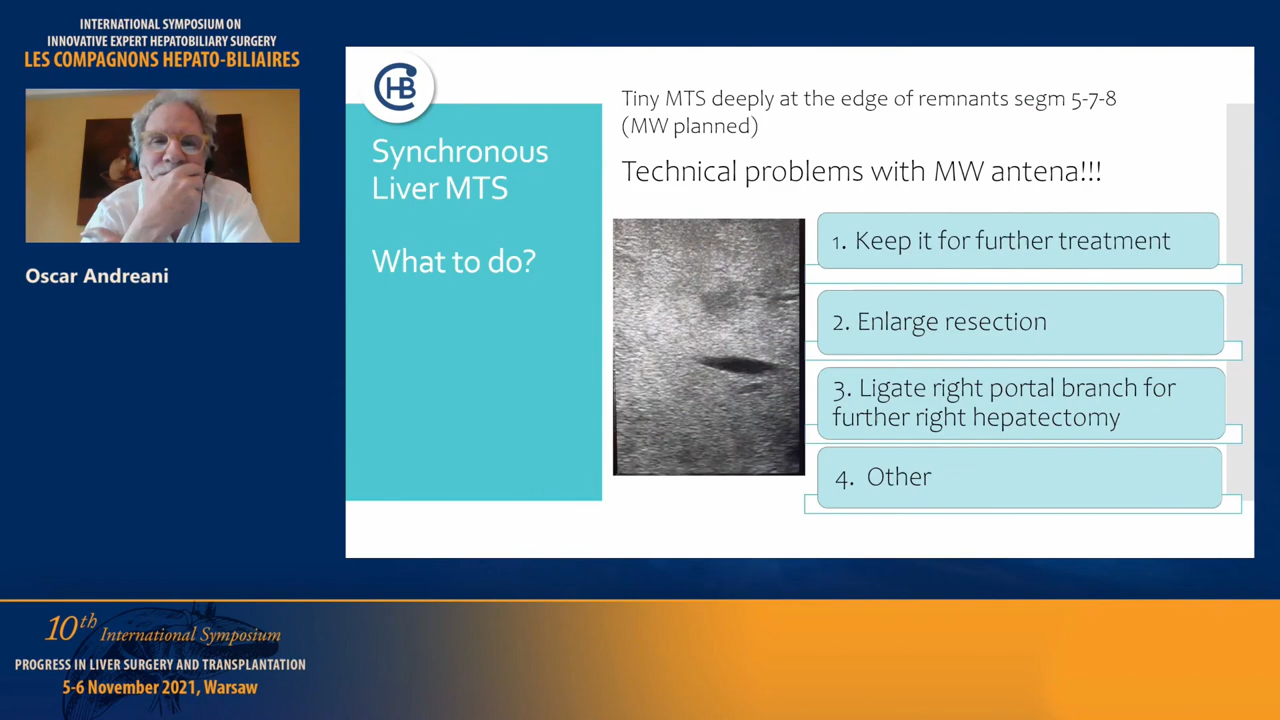 INTERNATIONAL SYMPOSIUM ON
INNOVATIVE EXPERT HEPATOBILIARY SURGERY
LES COMPAGNONS HEPATO-BILIAIRES
Oscar Andreani
CHB
Synchronous
Liver MTS
What to do?
Tiny MTS deeply at the edge of remnants segm 5-7-8
(MW planned)
Technical problems with MW antena!!!
1. Keep it for further treatment
2. Enlarge resection
3. Ligate right portal branch for
further right hepatectomy
4. Other
10th International Symposium
PROGRESS IN LIVER SURGERY AND TRANSPLANTATION
5-6 November 2021, Warsaw